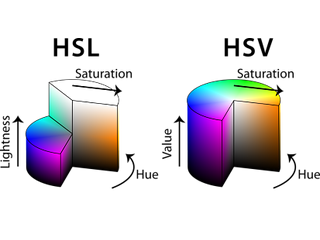 HSL
Saturation
Lightness
Hue
HSV
Saturation
Value
Hue